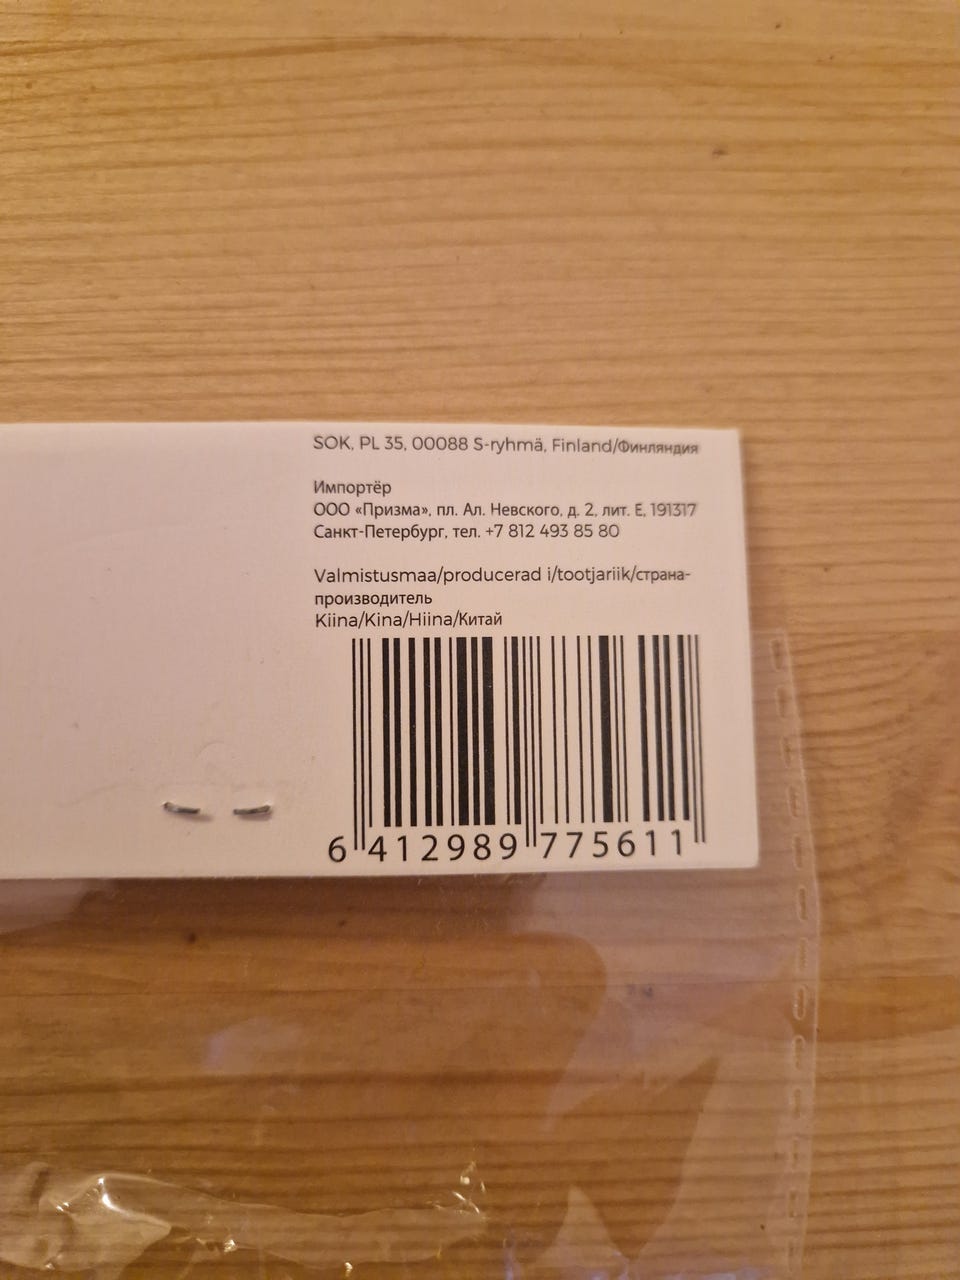 SOK, PL 35, 00088 S-ryhmä, Finland/Финляндия
Импортёр
ООО «Призма», пл. Ал. Невского, д. 2, лит. Е, 191317
Санкт-Петербург, тел. +7 812 493 85 80
Valmistusmaa/producerad i/tootjariik/страна-
производитель
Kiina/Kina/Hiina/Китай
6 412989 775611